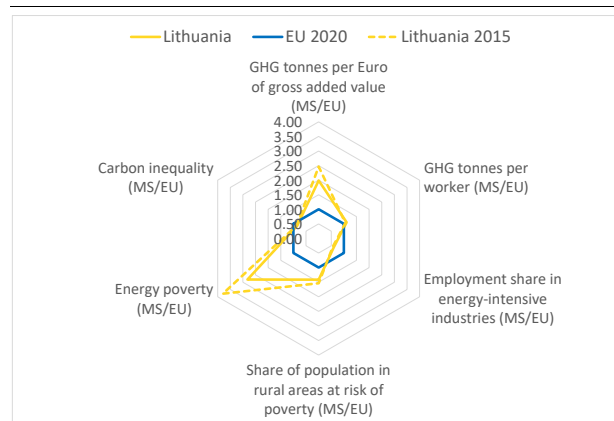 Lithuania EU 2020 Lithuania 2015
GHG tonnes per Euro
of gross added value
(MS/EU)
4.00
3.50
3.00
2.50
2.00
1.50
1.00
0.50
0.00
Carbon inequality
(MS/EU)
GHG tonnes per
worker (MS/EU)
Energy poverty
(MS/EU)
Employment share in
energy-intensive
industries (MS/EU)
Share of population in
rural areas at risk of
poverty (MS/EU)